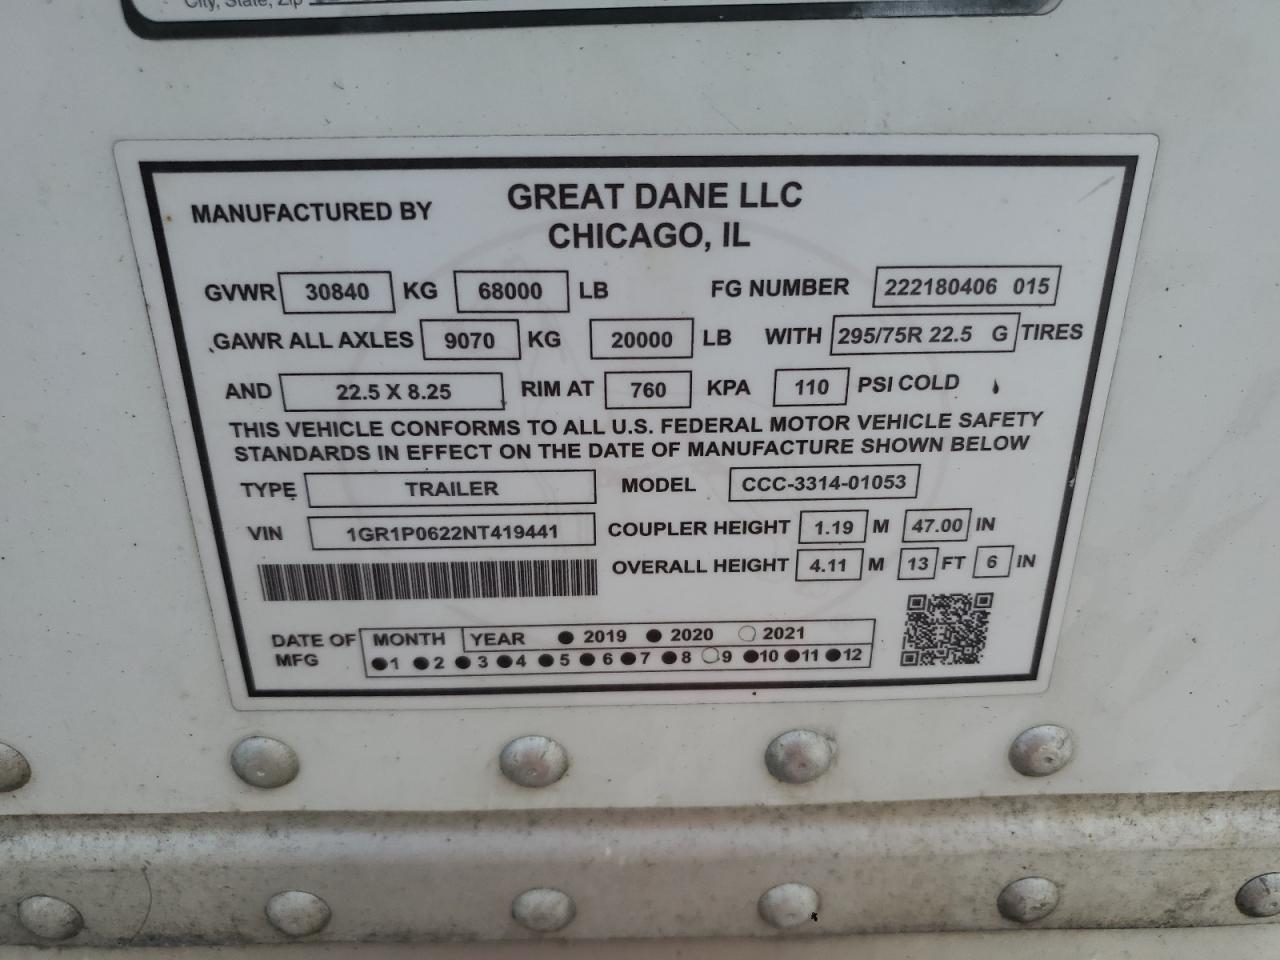 City, State, Zip
MANUFACTURED BY GREAT DANE LLC
CHICAGO, IL
GVWR 30840 KG 68000 LB FG NUMBER 222180406 015
GAWR ALL AXLES 9070 KG 20000 LB WITH 295/75R 22.5 G TIRES
AND 22.5 X 8.25 RIM AT 760 KPA 110 PSI COLD
THIS VEHICLE CONFORMS TO ALL U.S. FEDERAL MOTOR VEHICLE SAFETY
STANDARDS IN EFFECT ON THE DATE OF MANUFACTURE SHOWN BELOW
TYPE TRAILER MODEL CCC-3314-01053
VIN 1GR1P0622NT419441 COUPLER HEIGHT 1.19 M 47.00 IN
OVERALL HEIGHT 4.11 M 13 FT 6 IN
DATE OF MFG MONTH YEAR 2019 2020 2021
1 2 3 4 5 6 7 8 9 10 11 12